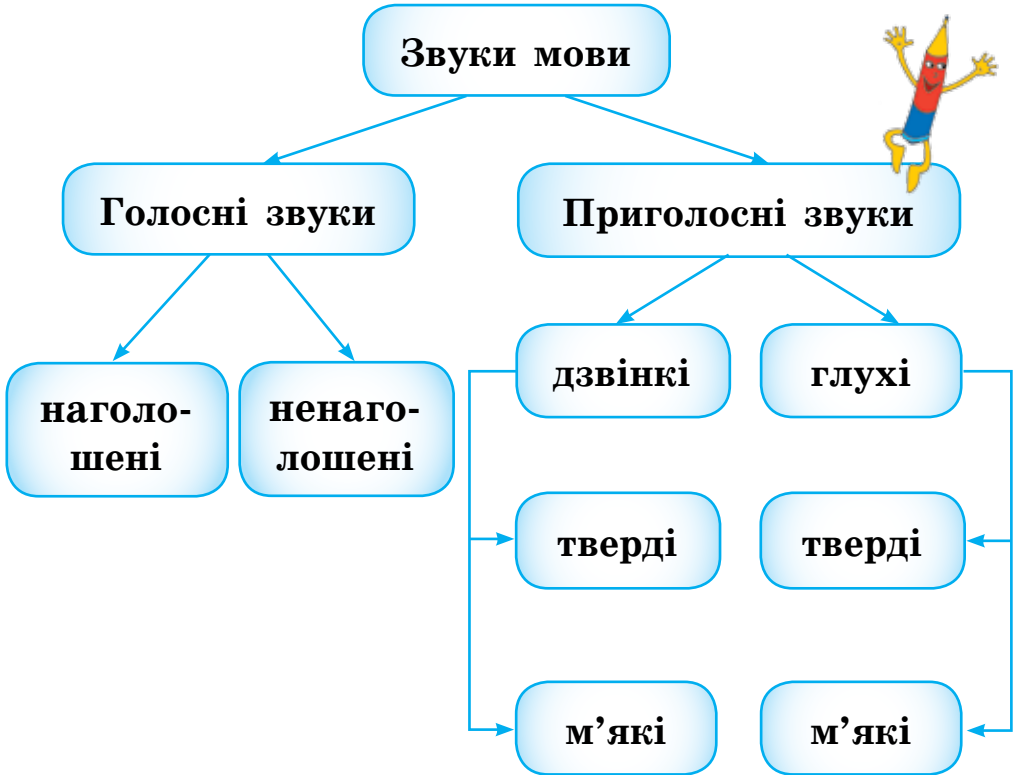 Звуки мови
Голосні звуки
Приголосні звуки
наголо-
шені
ненаго-
лошені
дзвінкі
глухі
тверді
тверді
м’які
м’які